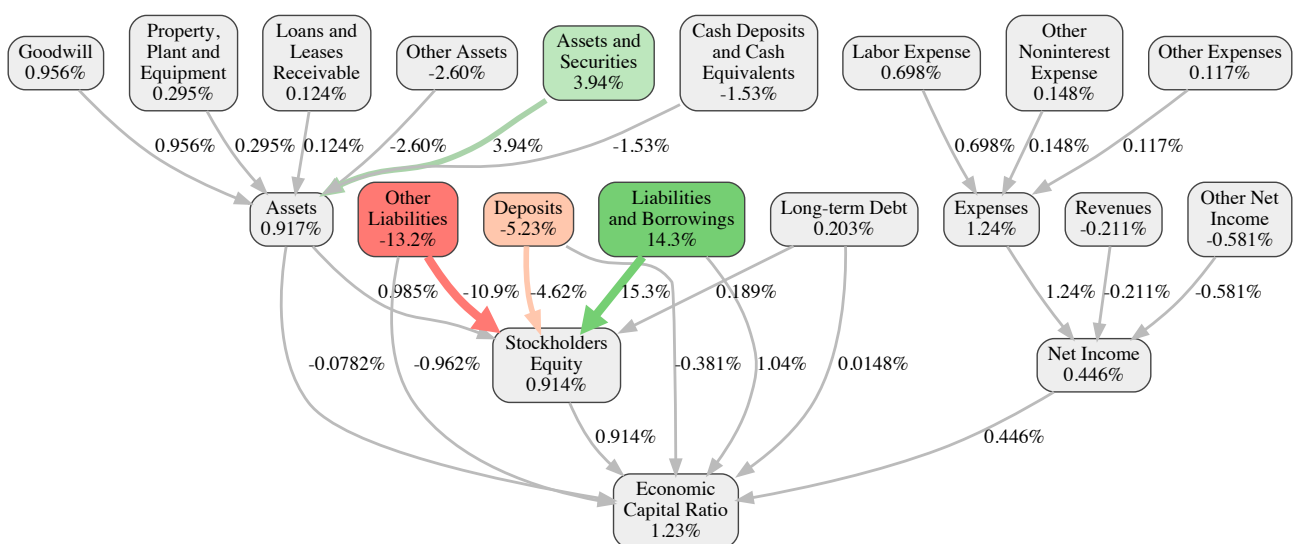 Goodwill
0.956%
Property,
Plant and
Equipment
0.295%
Loans and
Leases
Receivable
0.124%
Other Assets
-2.60%
Assets and
Securities
3.94%
Cash Deposits
and Cash
Equivalents
-1.53%
Labor Expense
0.698%
Other
Noninterest
Expense
0.148%
Other Expenses
0.117%
0.956%
0.295%
0.124%
-2.60%
3.94%
-1.53%
0.698%
0.148%
0.117%
Assets
0.917%
Other
Liabilities
-13.2%
Deposits
-5.23%
Liabilities
and Borrowings
14.3%
Long-term Debt
0.203%
Expenses
1.24%
Revenues
-0.211%
Other Net
Income
-0.581%
0.985%
-10.9%
-4.62%
15.3%
0.189%
1.24%
-0.211%
-0.581%
Stockholders
Equity
0.914%
Net Income
0.446%
-0.0782%
-0.962%
-0.381%
1.04%
0.0148%
0.914%
0.446%
Economic
Capital Ratio
1.23%